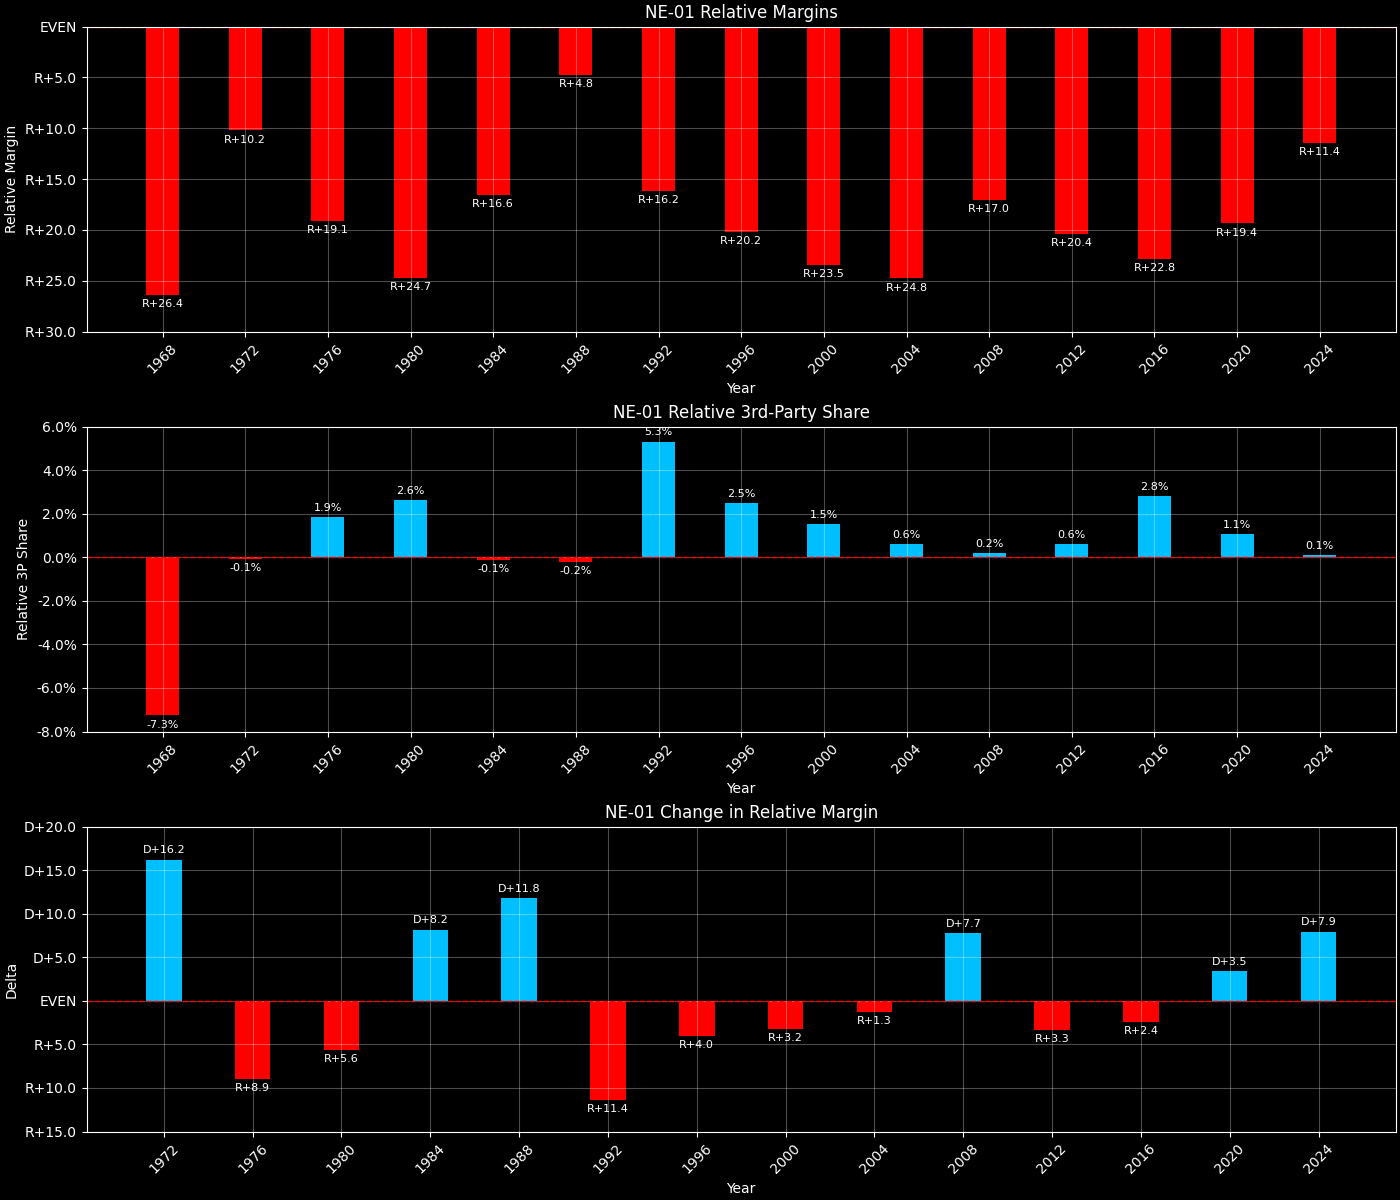 NE-01 Relative Margins
Relative Margin
EVEN
R+5.0
R+10.0
R+15.0
R+20.0
R+25.0
R+30.0
R+26.4
R+10.2
R+19.1
R+24.7
R+16.6
R+4.8
R+16.2
R+20.2
R+23.5
R+24.8
R+17.0
R+20.4
R+22.8
R+19.4
R+11.4
1968
1972
1976
1980
1984
1988
1992
1996
2000
2004
2008
2012
2016
2020
2024
Year
NE-01 Relative 3rd-Party Share
Relative 3P Share
6.0%
4.0%
2.0%
0.0%
-2.0%
-4.0%
-6.0%
-8.0%
-7.3%
-0.1%
1.9%
2.6%
-0.1%
-0.2%
5.3%
2.5%
1.5%
0.6%
0.2%
0.6%
2.8%
1.1%
0.1%
1968
1972
1976
1980
1984
1988
1992
1996
2000
2004
2008
2012
2016
2020
2024
Year
NE-01 Change in Relative Margin
Delta
D+20.0
D+15.0
D+10.0
D+5.0
EVEN
R+5.0
R+10.0
R+15.0
D+16.2
R+8.9
R+5.6
D+8.2
D+11.8
R+11.4
R+4.0
R+3.2
R+1.3
D+7.7
R+3.3
R+2.4
D+3.5
D+7.9
1972
1976
1980
1984
1988
1992
1996
2000
2004
2008
2012
2016
2020
2024
Year